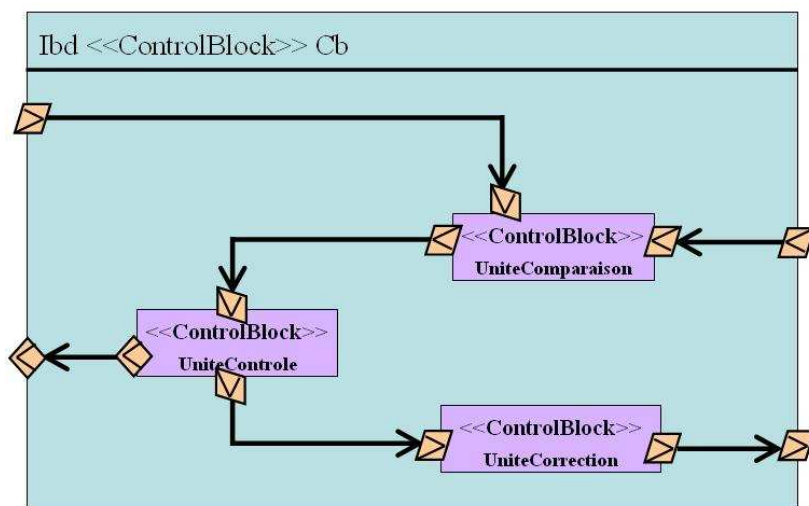 Ibd <<ControlBlock>> Cb
<<ControlBlock>>
UniteComparaison
<<ControlBlock>>
UniteControle
<<ControlBlock>>
UniteCorrection